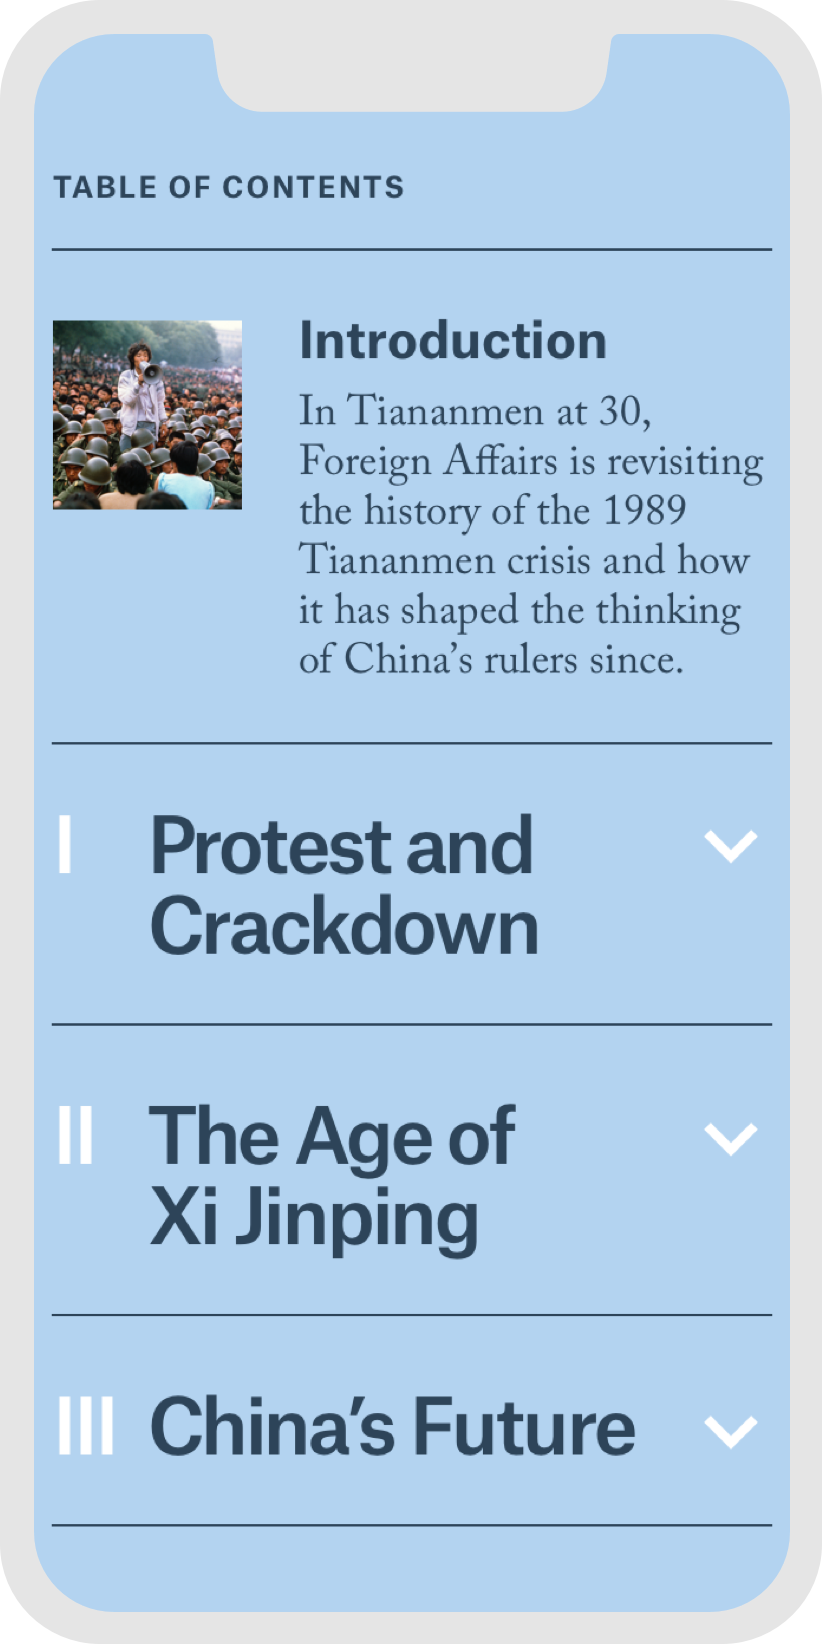 TABLE OF CONTENTS
Introduction
In Tiananmen at 30,
Foreign Affairs is revisiting
the history of the 1989
Tiananmen crisis and how
it has shaped the thinking
of China’s rulers since.
I Protest and
Crackdown
II The Age of
Xi Jinping
III China’s Future